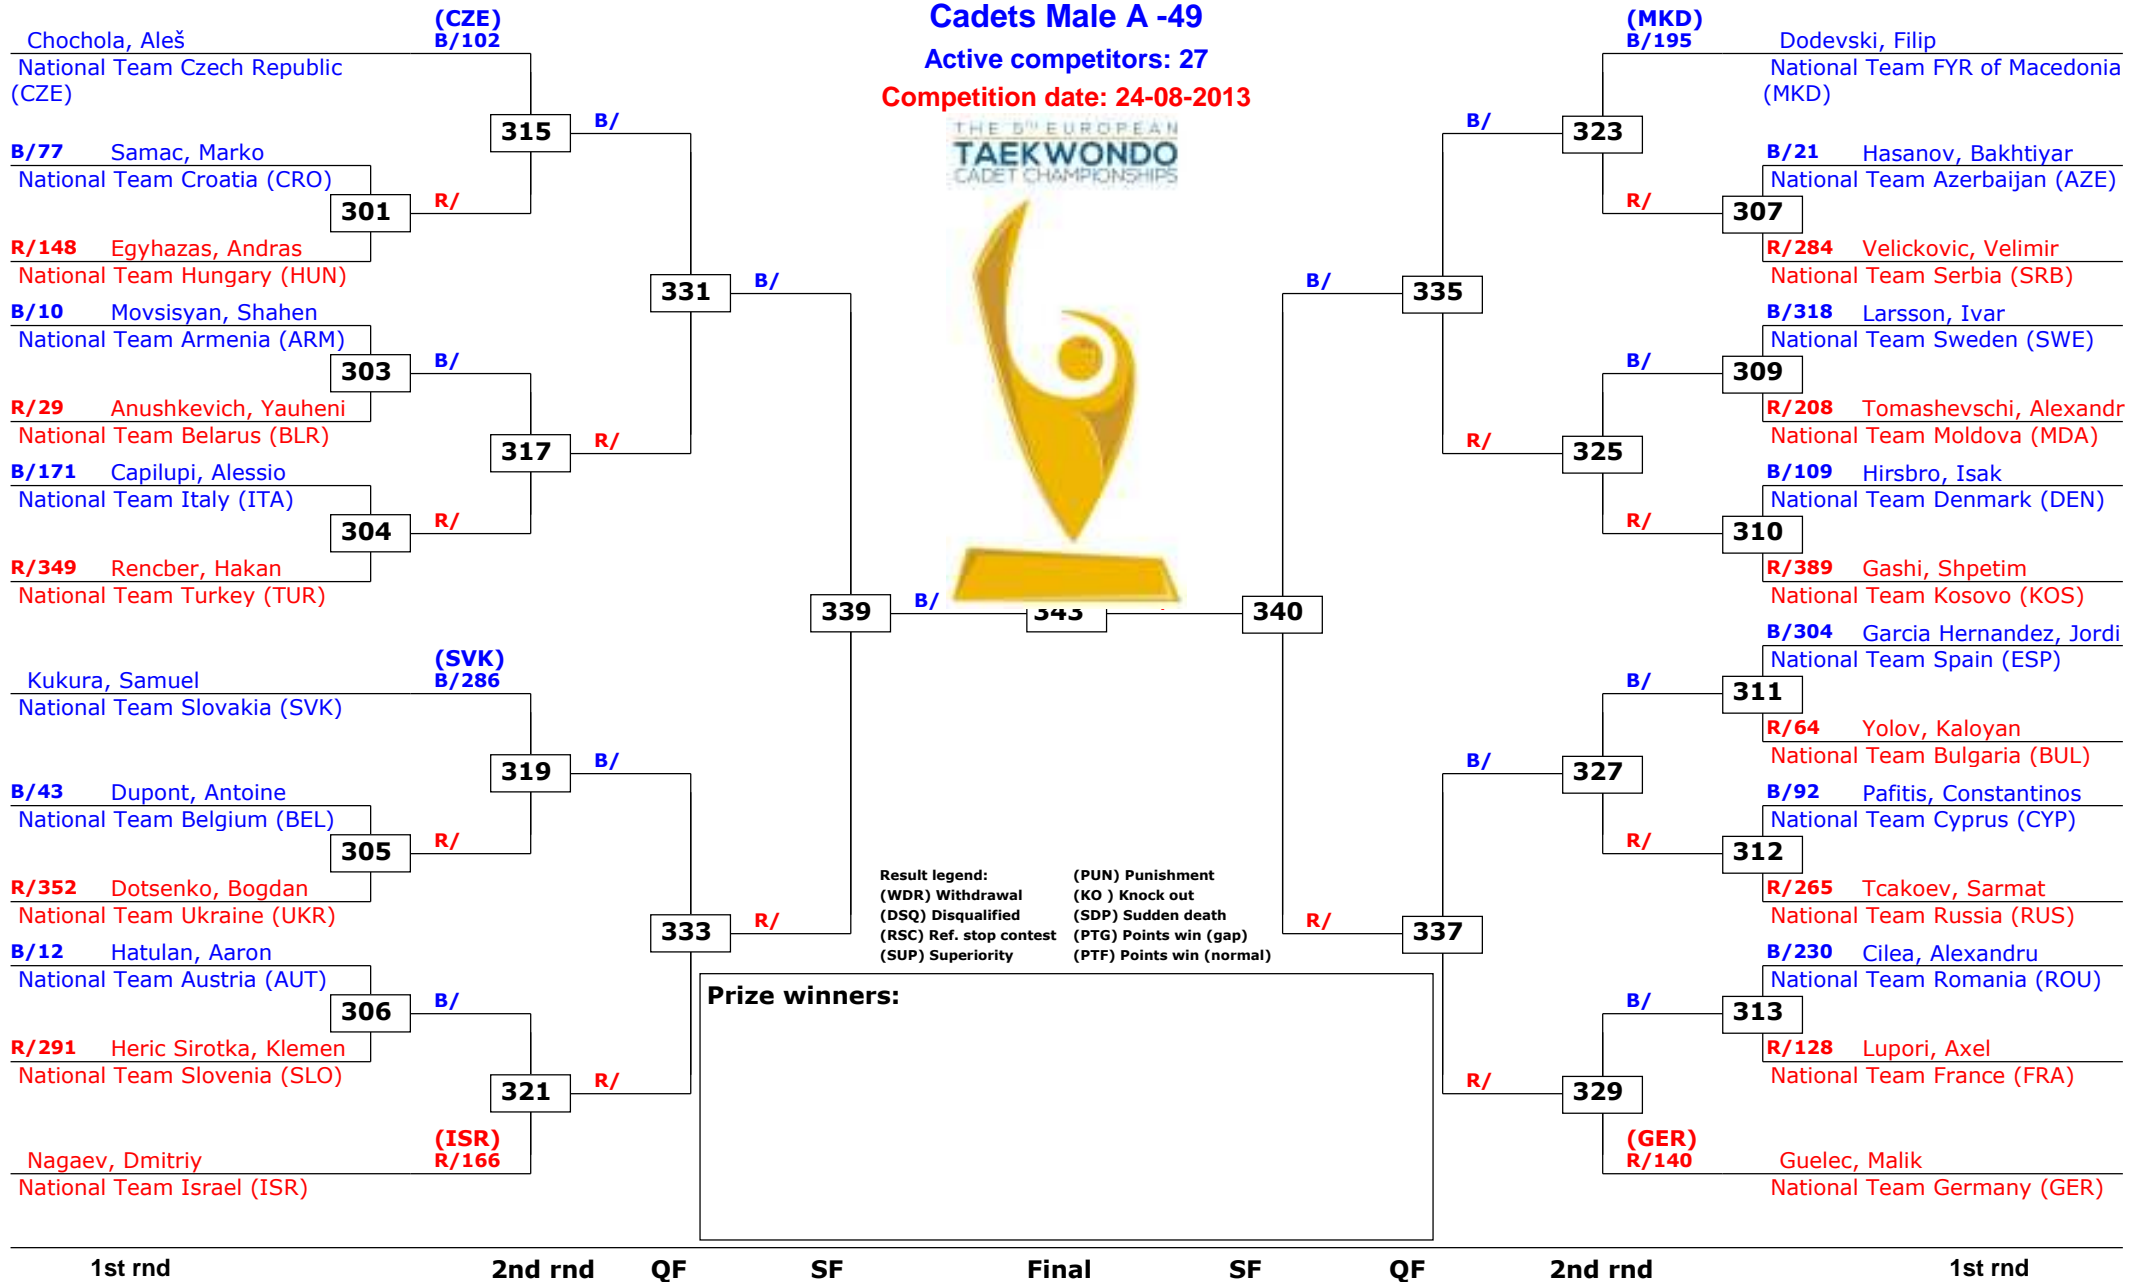 Cadets Male A -49
Active competitors: 27
Competition date: 24-08-2013
THE 5TH EUROPEAN
TAEKWONDO
CADET CHAMPIONSHIPS
(CZE)
Chochola, Aleš B/102
National Team Czech Republic
(CZE)
315 B/
B/77 Samac, Marko
National Team Croatia (CRO)
301 R/
R/148 Egyhazas, Andras
National Team Hungary (HUN)
331 B/
B/10 Movsisyan, Shahen
National Team Armenia (ARM)
303 B/
R/29 Anushkevich, Yauheni
National Team Belarus (BLR)
317 R/
B/171 Capilupi, Alessio
National Team Italy (ITA)
304 R/
R/349 Rencber, Hakan
National Team Turkey (TUR)
339 B/ 343 340
(SVK)
Kukura, Samuel B/286
National Team Slovakia (SVK)
319 B/
B/43 Dupont, Antoine
National Team Belgium (BEL)
305 R/
R/352 Dotsenko, Bogdan
National Team Ukraine (UKR)
333 R/
B/12 Hatulan, Aaron
National Team Austria (AUT)
306 B/
R/291 Heric Sirotka, Klemen
National Team Slovenia (SLO)
321 R/
(ISR)
Nagaev, Dmitriy R/166
National Team Israel (ISR)
(MKD)
B/195 Dodevski, Filip
National Team FYR of Macedonia
(MKD)
B/ 323
B/21 Hasanov, Bakhtiyar
National Team Azerbaijan (AZE)
R/ 307
R/284 Velickovic, Velimir
National Team Serbia (SRB)
B/ 335
B/318 Larsson, Ivar
National Team Sweden (SWE)
B/ 309
R/208 Tomashevschi, Alexandr
National Team Moldova (MDA)
R/ 325
B/109 Hirsbro, Isak
National Team Denmark (DEN)
R/ 310
R/389 Gashi, Shpetim
National Team Kosovo (KOS)
B/304 Garcia Hernandez, Jordi
National Team Spain (ESP)
B/ 311
R/64 Yolov, Kaloyan
National Team Bulgaria (BUL)
B/ 327
B/92 Pafitis, Constantinos
National Team Cyprus (CYP)
R/ 312
R/265 Tcakoev, Sarmat
National Team Russia (RUS)
R/ 337
B/230 Cilea, Alexandru
National Team Romania (ROU)
B/ 313
R/128 Lupori, Axel
National Team France (FRA)
R/ 329
(GER)
R/140 Guelec, Malik
National Team Germany (GER)
Result legend: (PUN) Punishment
(WDR) Withdrawal (KO ) Knock out
(DSQ) Disqualified (SDP) Sudden death
(RSC) Ref. stop contest (PTG) Points win (gap)
(SUP) Superiority (PTF) Points win (normal)
Prize winners:
1st rnd 2nd rnd QF SF Final SF QF 2nd rnd 1st rnd